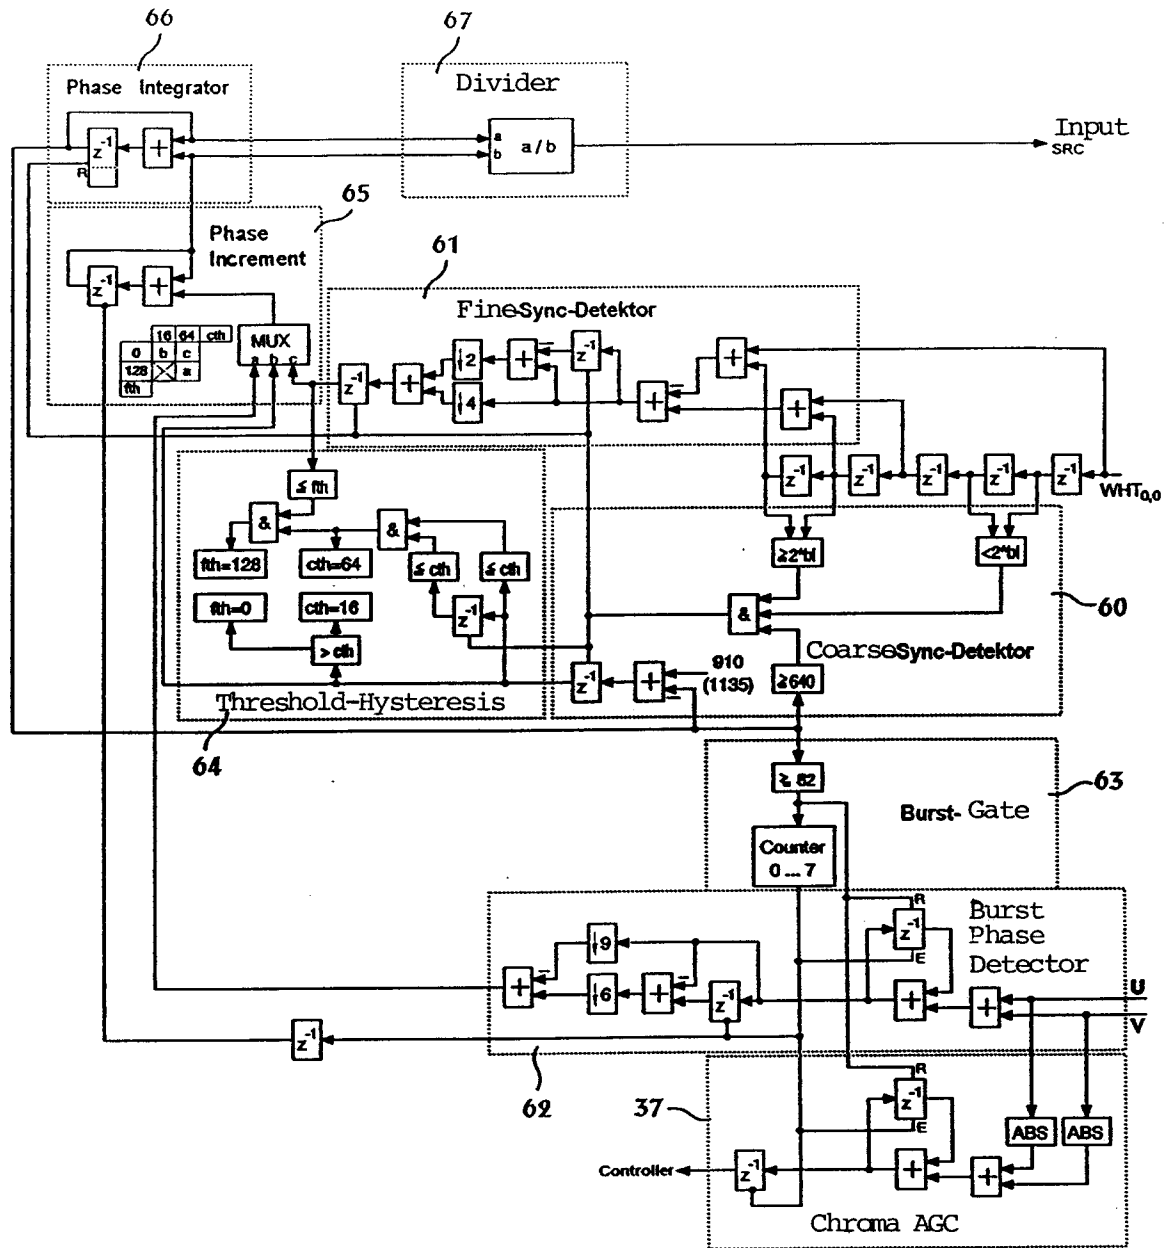 66
67
Phase Integrator
Divider
z⁻¹
+
R
a
b
a/b
Input
SRC
65
Phase
Increment
z⁻¹
+
16 64 cth
0 b c
128 a
fth
MUX
a b c
61
Fine-Sync-Detektor
z⁻¹
+
↓2
↓4
+
−
z⁻¹
+
−
+
+
z⁻¹
z⁻¹
z⁻¹
z⁻¹
z⁻¹
WHT0,0
≤ fth
&
&
fth=128
cth=64
≤ cth
≤ cth
fth=0
cth=16
z⁻¹
> cth
Threshold-Hysteresis
64
≧2*bl
<2*bl
60
&
Coarse Sync-Detektor
z⁻¹
+
−
910
(1135)
≧640
≧ 82
63
Burst- Gate
Counter
0 ... 7
Burst
Phase
Detector
R
z⁻¹
E
↓9
↓6
+
−
+
−
z⁻¹
+
+
U
V
z⁻¹
62
37
R
z⁻¹
E
ABS
ABS
Controller
z⁻¹
+
+
Chroma AGC